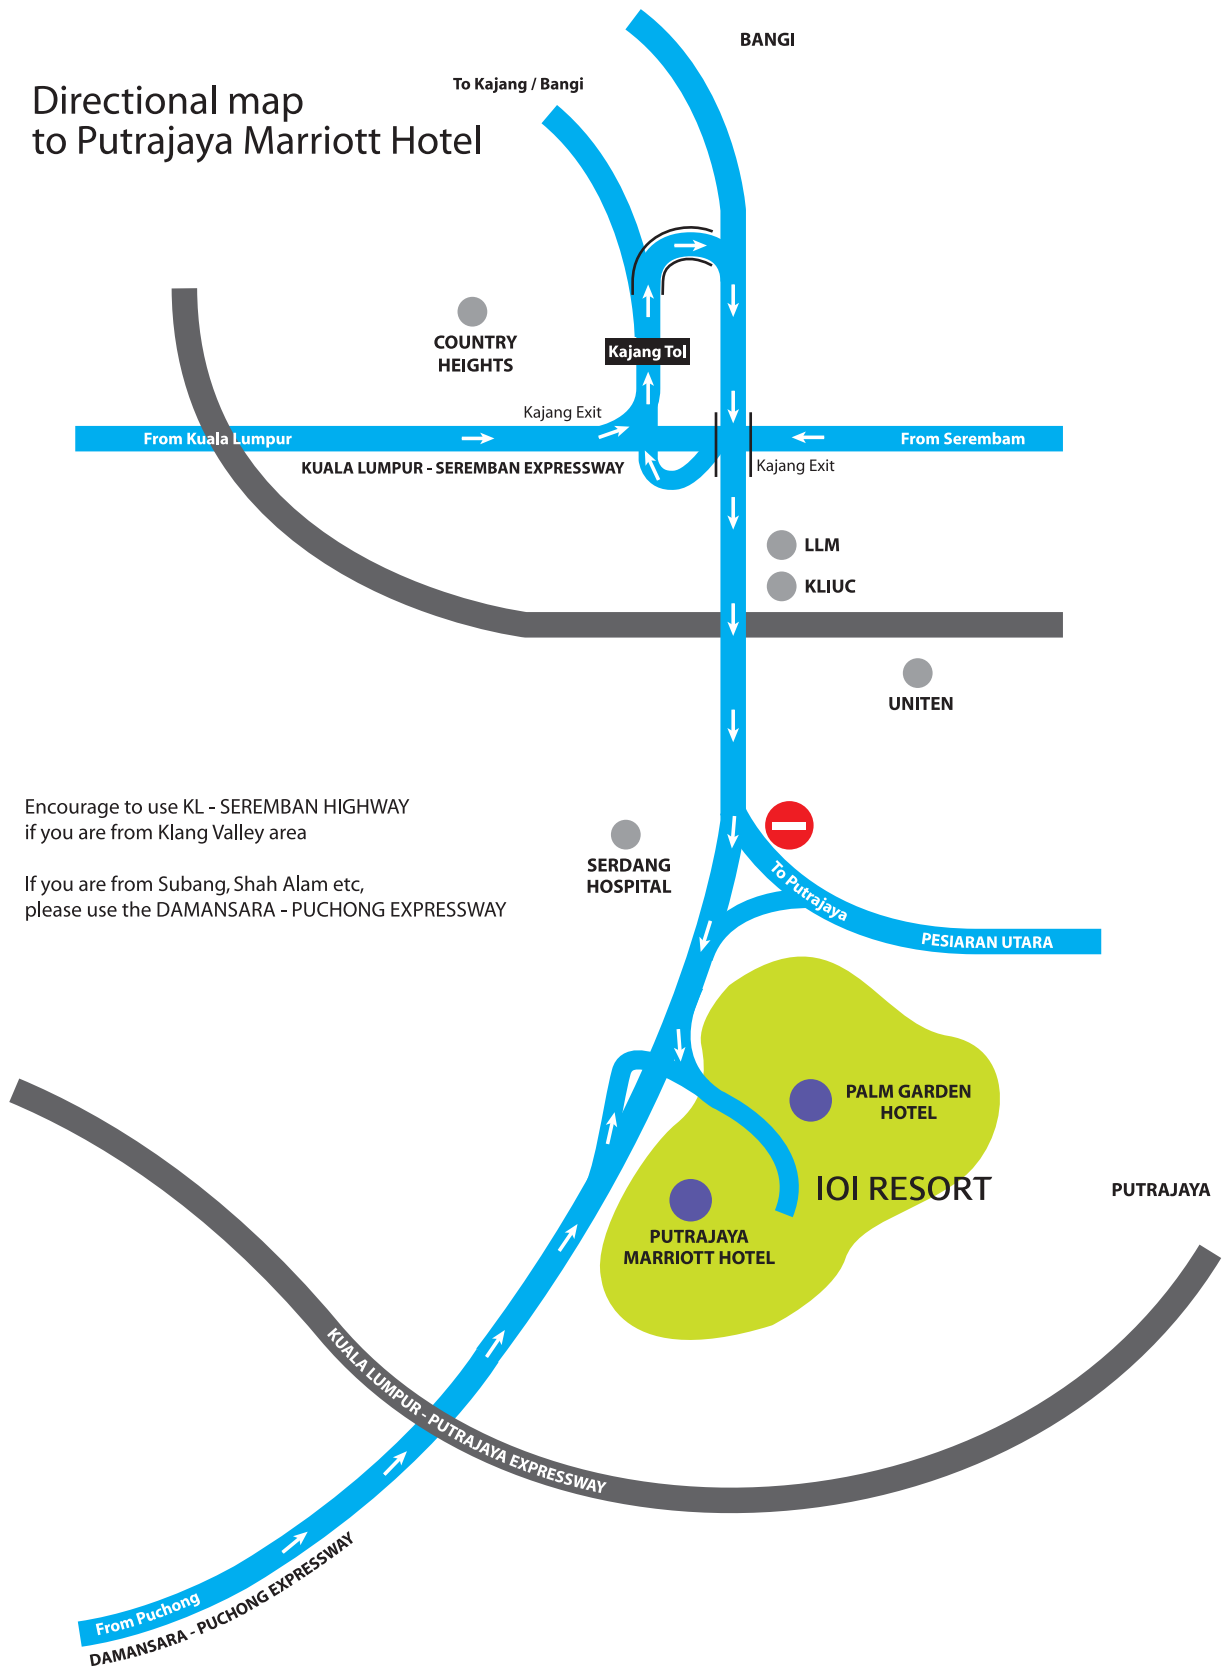 BANGI
To Kajang / Bangi
Directional map
to Putrajaya Marriott Hotel
COUNTRY
HEIGHTS
Kajang Tol
Kajang Exit
From Kuala Lumpur
From Serembam
KUALA LUMPUR - SEREMBAN EXPRESSWAY
Kajang Exit
LLM
KLIUC
UNITEN
Encourage to use KL - SEREMBAN HIGHWAY
if you are from Klang Valley area
If you are from Subang, Shah Alam etc,
please use the DAMANSARA - PUCHONG EXPRESSWAY
SERDANG
HOSPITAL
To Putrajaya
PESIARAN UTARA
PALM GARDEN
HOTEL
IOI RESORT
PUTRAJAYA
PUTRAJAYA
MARRIOTT HOTEL
KUALA LUMPUR - PUTRAJAYA EXPRESSWAY
From Puchong
DAMANSARA - PUCHONG EXPRESSWAY